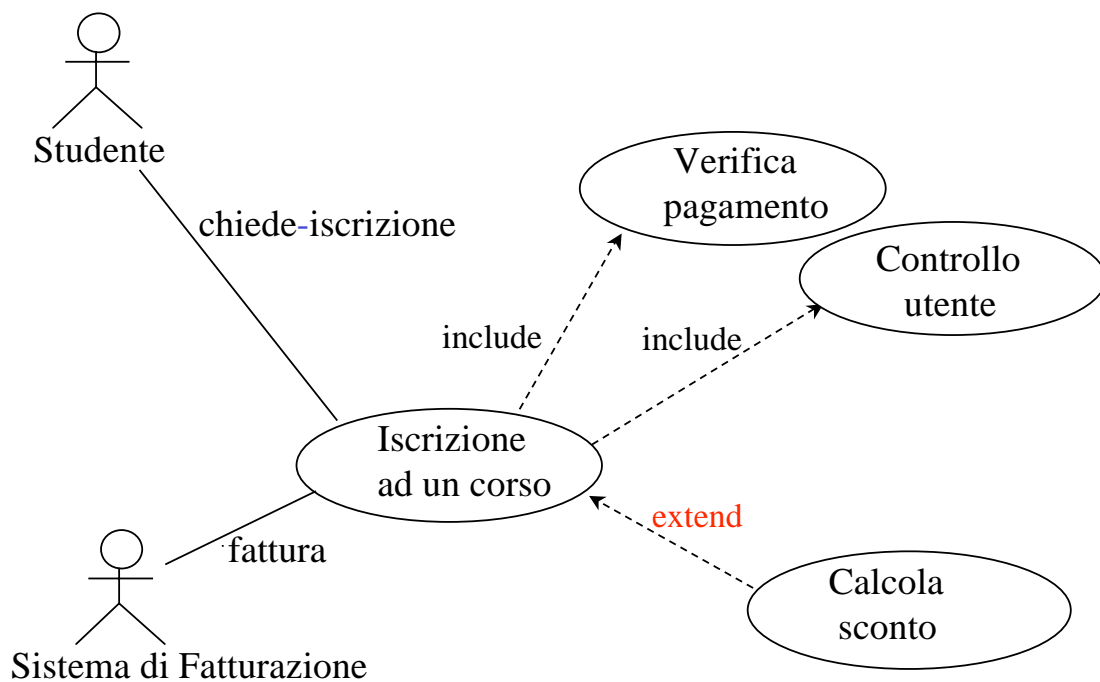 Studente
Verifica
pagamento
chiede-iscrizione
Controllo
utente
include
include
Iscrizione
ad un corso
extend
fattura
Calcola
sconto
Sistema di Fatturazione